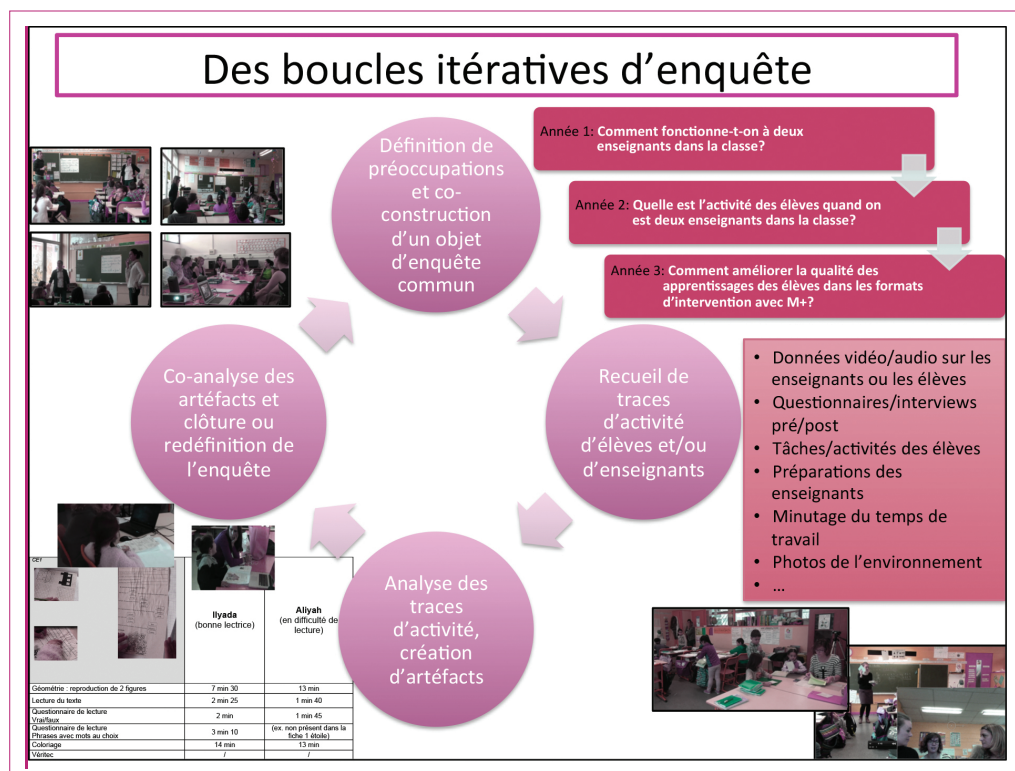 Des boucles itératives d'enquête
Définition de
préoccupations
et co-
construction
d'un objet
d'enquête
commun
Année 1: Comment fonctionne-t-on à deux
enseignants dans la classe?
Année 2: Quelle est l'activité des élèves quand on
est deux enseignants dans la classe?
Année 3: Comment améliorer la qualité des
apprentissages des élèves dans les formats
d'intervention avec M+?
Recueil de
traces
d'activité
d'élèves et/ou
d'enseignants
• Données vidéo/audio sur les
enseignants ou les élèves
• Questionnaires/interviews
pré/post
• Tâches/activités des élèves
• Préparations des
enseignants
• Minutage du temps de
travail
• Photos de l'environnement
• ...
Co-analyse des
artéfacts et
clôture ou
redéfinition de
l'enquête
Analyse des
traces
d'activité,
création
d'artéfacts
Ilyada
(bonne lectrice)
Aliyah
(en difficulté de
lecture)
Géométrie : reproduction de 2 figures 7 min 30 13 min
Lecture du texte 2 min 25 1 min 40
Questionnaire de lecture
Vrai/faux 2 min 1 min 45
Questionnaire de lecture
Phrases avec mots au choix 3 min 10 (ex. non présent dans la
fiche 1 étoile)
Coloriage 14 min 13 min
Véritec / /